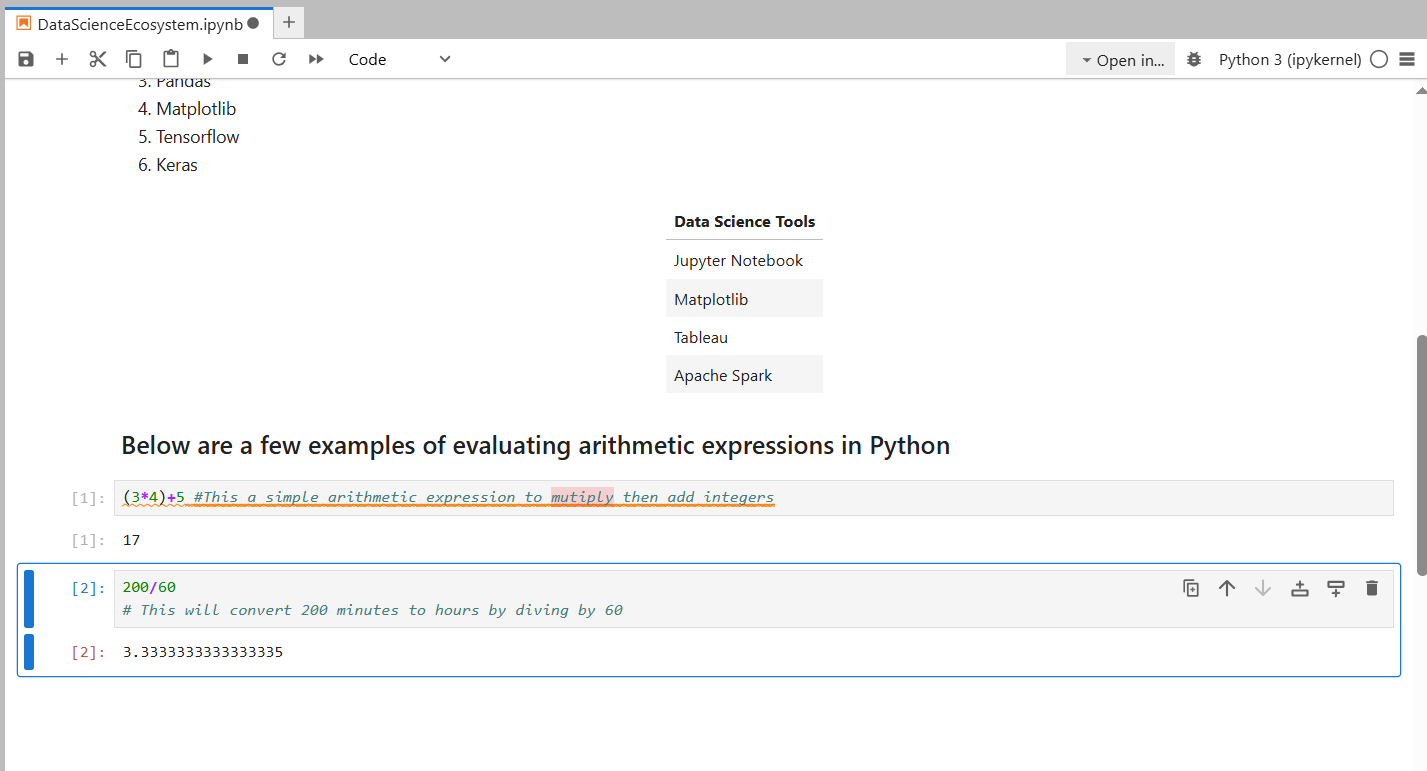 DataScienceEcosystem.ipynb
Code
Open in...
Python 3 (ipykernel)
3. Pandas
4. Matplotlib
5. Tensorflow
6. Keras
Data Science Tools
Jupyter Notebook
Matplotlib
Tableau
Apache Spark
Below are a few examples of evaluating arithmetic expressions in Python
[1]: (3*4)+5 #This a simple arithmetic expression to mutiply then add integers
[1]: 17
[2]: 200/60
# This will convert 200 minutes to hours by diving by 60
[2]: 3.3333333333333335